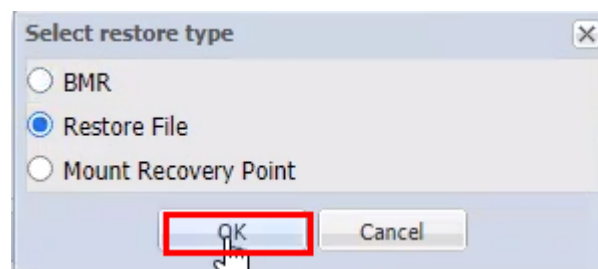 Select restore type
BMR
Restore File
Mount Recovery Point
OK Cancel